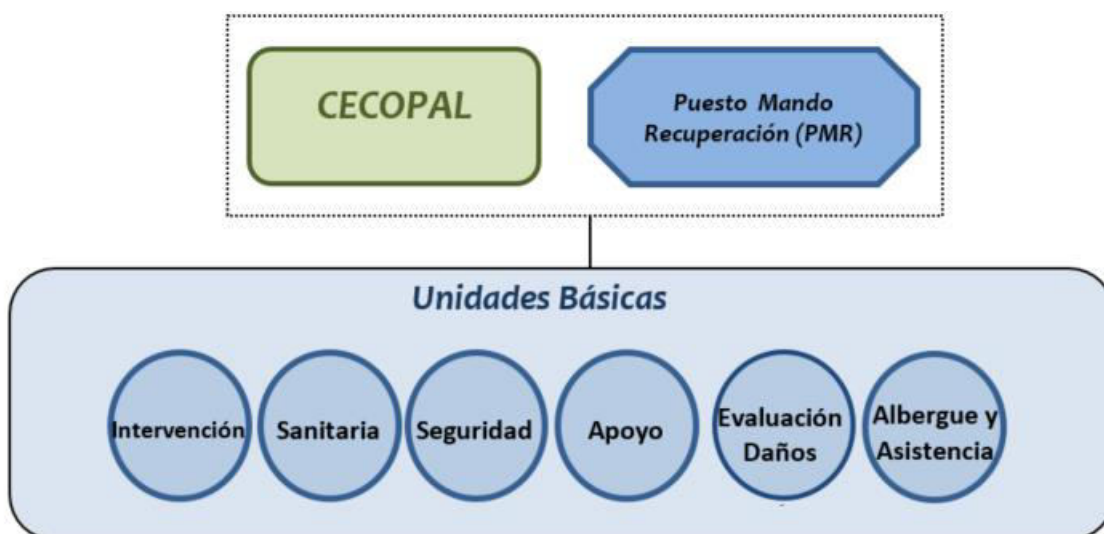 CECOPAL
Puesto Mando
Recuperación (PMR)
Unidades Básicas
Intervención
Sanitaria
Seguridad
Apoyo
Evaluación
Daños
Albergue y
Asistencia